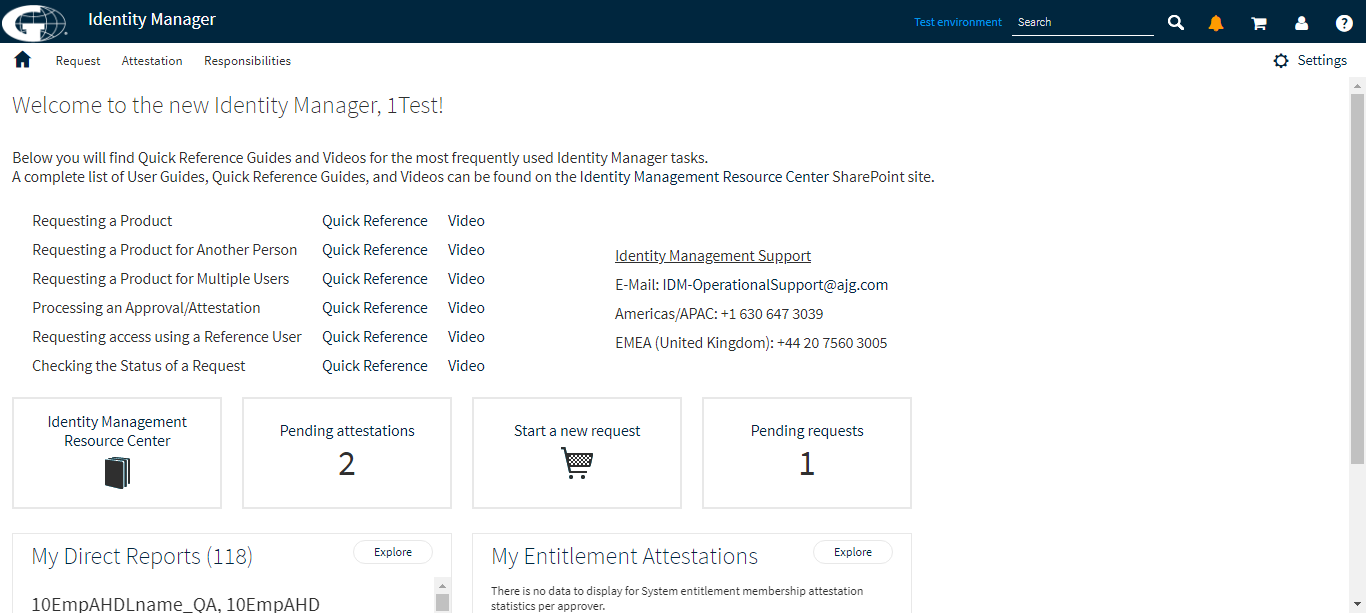 Identity Manager
Test environment
Search
Request Attestation Responsibilities
Settings
Welcome to the new Identity Manager, 1Test!
Below you will find Quick Reference Guides and Videos for the most frequently used Identity Manager tasks.
A complete list of User Guides, Quick Reference Guides, and Videos can be found on the Identity Management Resource Center SharePoint site.
Requesting a Product Quick Reference Video
Requesting a Product for Another Person Quick Reference Video
Requesting a Product for Multiple Users Quick Reference Video
Processing an Approval/Attestation Quick Reference Video
Requesting access using a Reference User Quick Reference Video
Checking the Status of a Request Quick Reference Video
Identity Management Support
E-Mail: IDM-OperationalSupport@ajg.com
Americas/APAC: +1 630 647 3039
EMEA (United Kingdom): +44 20 7560 3005
Identity Management
Resource Center
Pending attestations
2
Start a new request
Pending requests
1
My Direct Reports (118)
Explore
10EmpAHDLname_QA, 10EmpAHD
My Entitlement Attestations
Explore
There is no data to display for System entitlement membership attestation
statistics per approver.